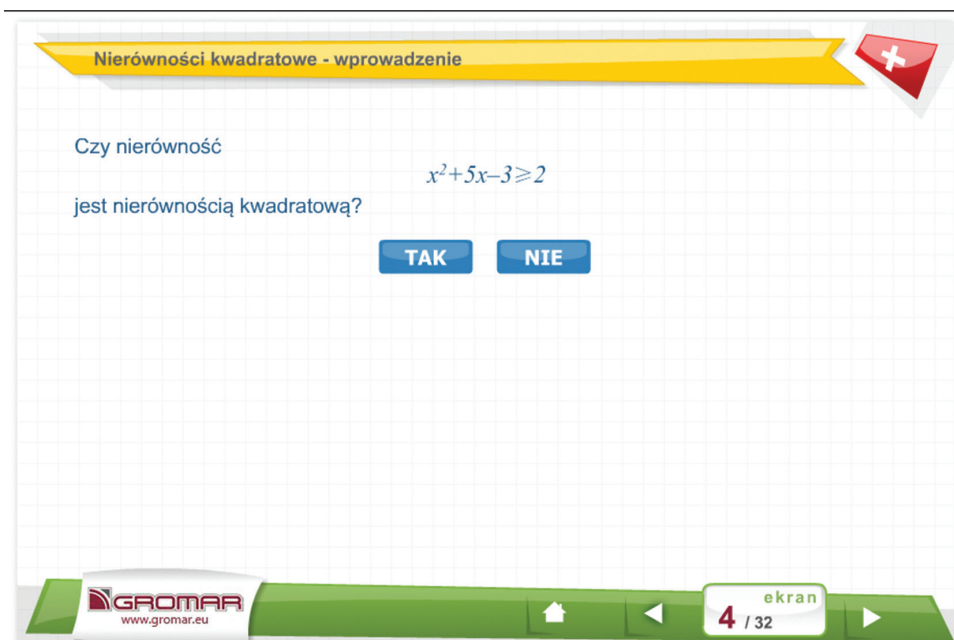 Nierówności kwadratowe - wprowadzenie
Czy nierówność
x²+5x–3⩾2
jest nierównością kwadratową?
TAK NIE
GROMAR
www.gromar.eu
ekran
4 / 32